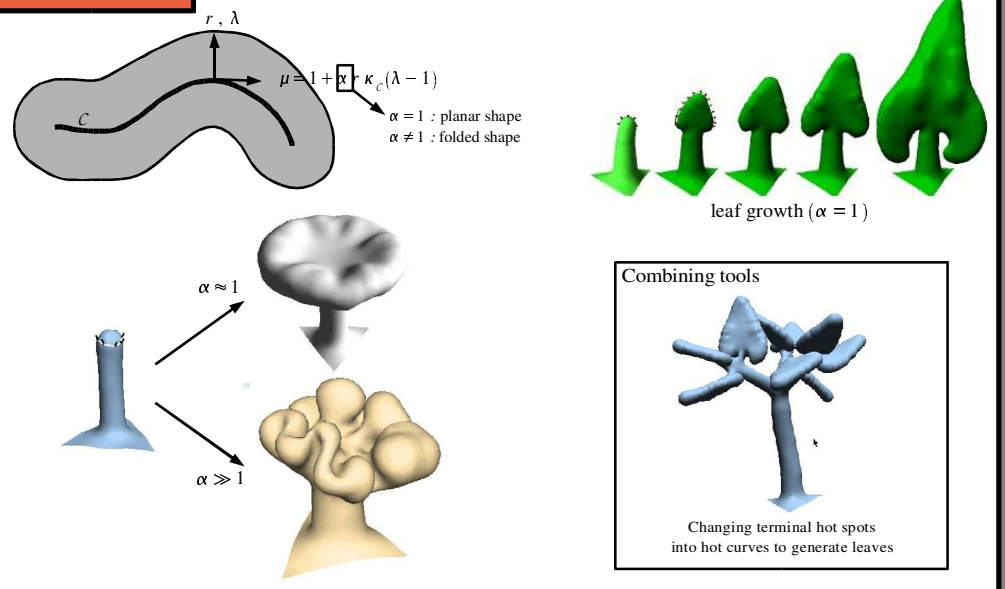 r , λ
μ = 1 + α r κ_C (λ − 1)
C
α = 1 : planar shape
α ≠ 1 : folded shape
leaf growth (α = 1)
Combining tools
α ≈ 1
α ≫ 1
Changing terminal hot spots
into hot curves to generate leaves